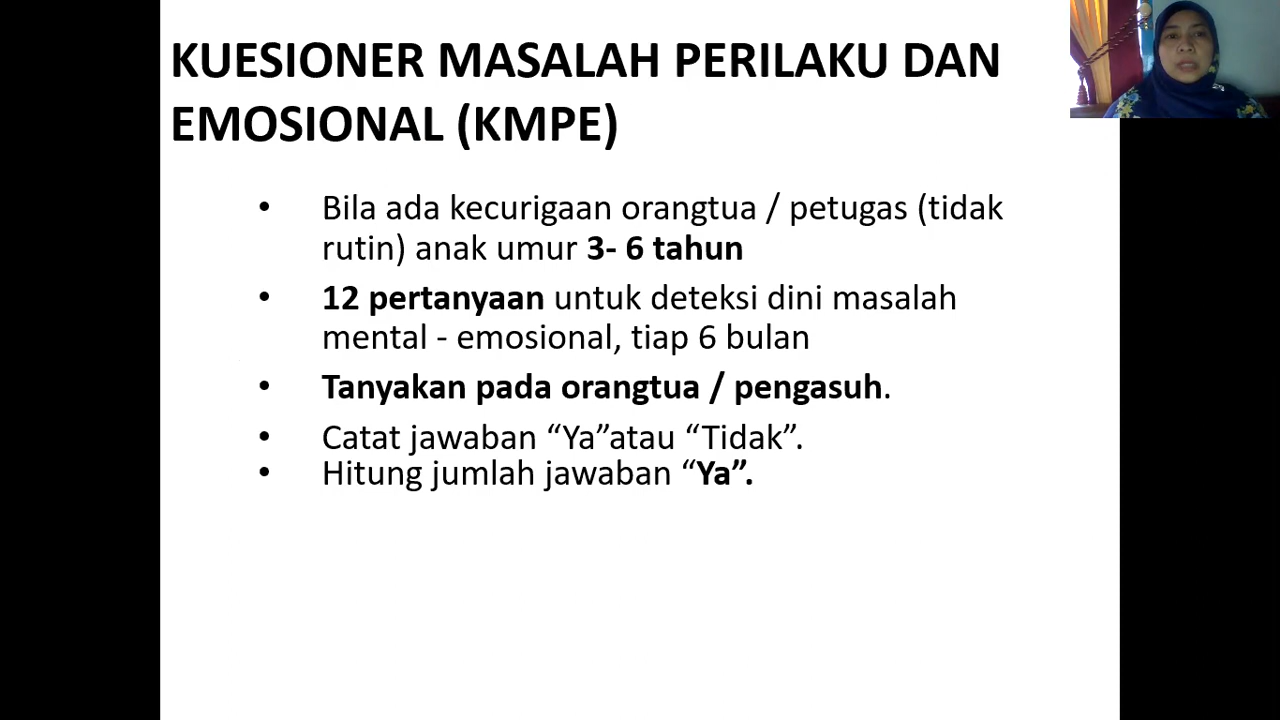 KUESIONER MASALAH PERILAKU DAN
EMOSIONAL (KMPE)
• Bila ada kecurigaan orangtua / petugas (tidak
rutin) anak umur 3- 6 tahun
• 12 pertanyaan untuk deteksi dini masalah
mental - emosional, tiap 6 bulan
• Tanyakan pada orangtua / pengasuh.
• Catat jawaban “Ya”atau “Tidak”.
• Hitung jumlah jawaban “Ya”.